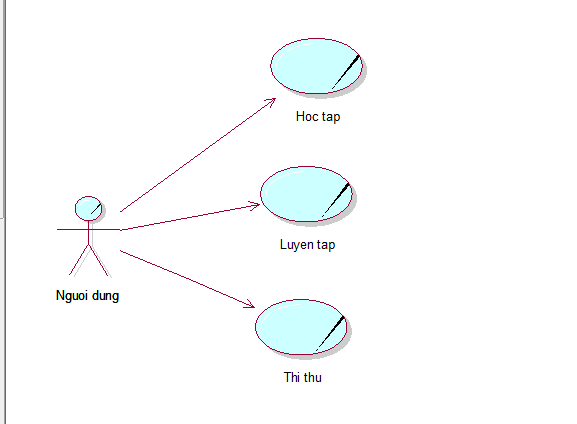 Hoc tap
Luyen tap
Nguoi dung
Thi thu